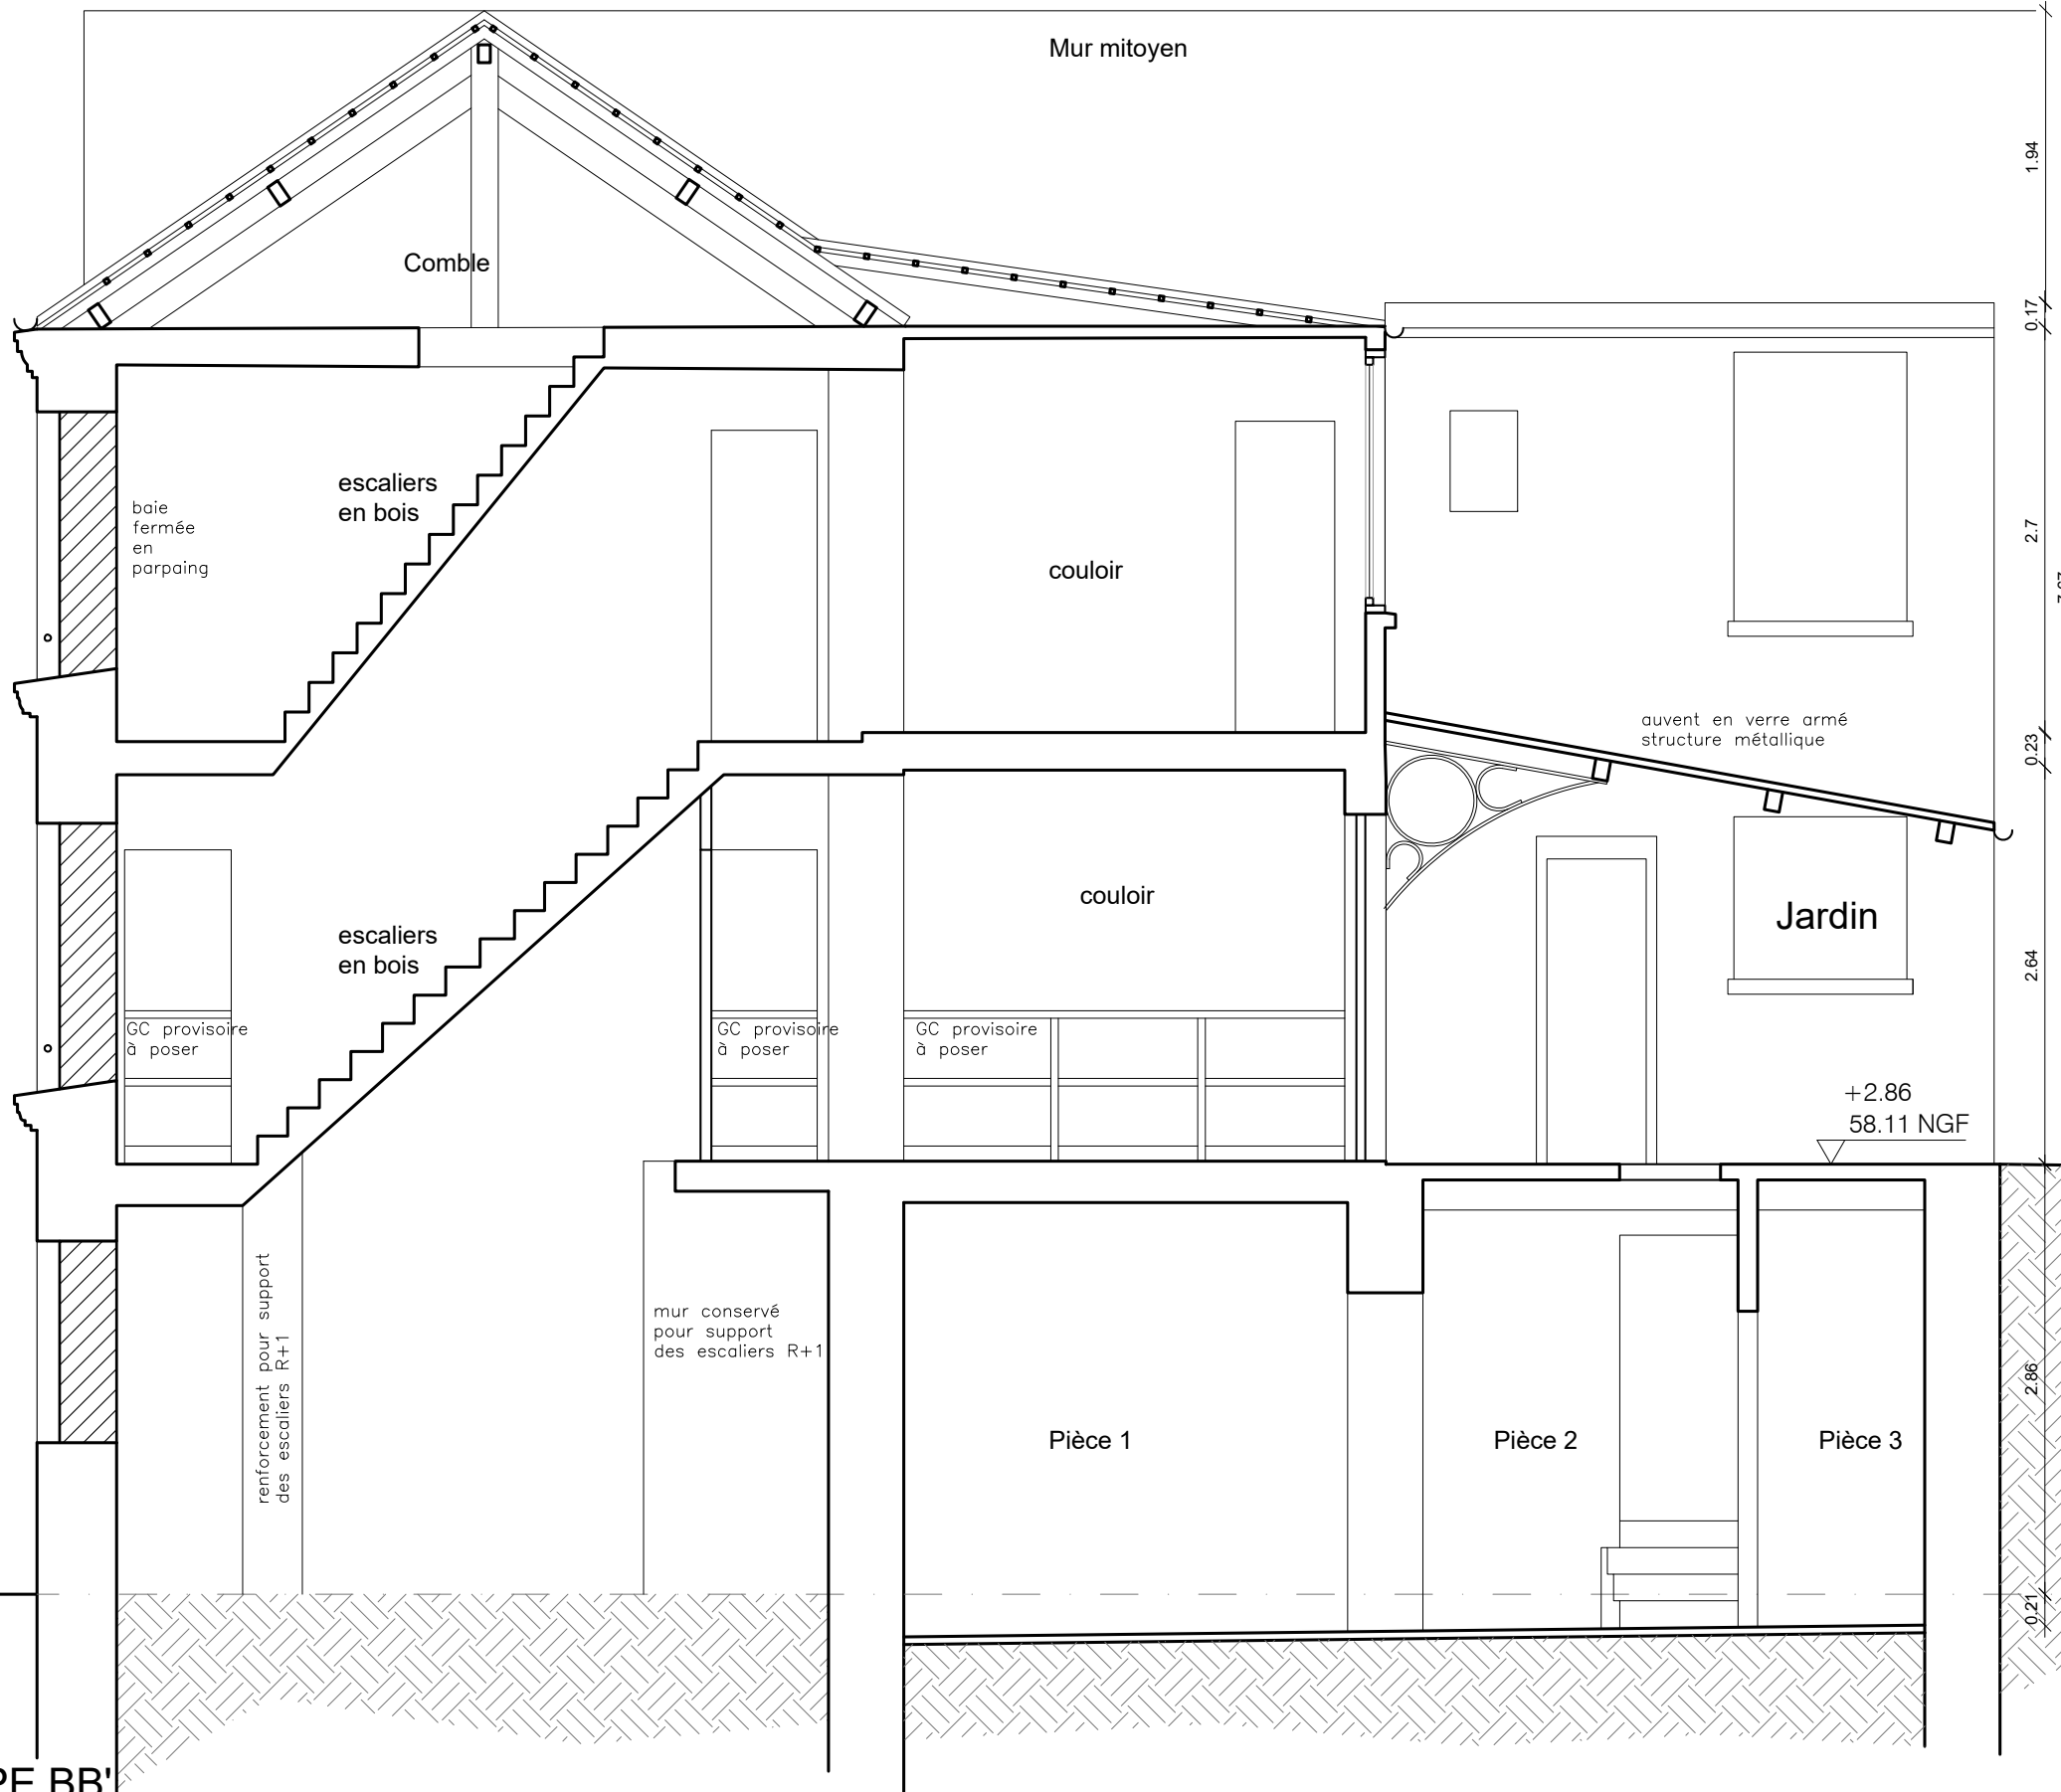 Mur mitoyen
1.94
Comble
0.17
escaliers
en bois
baie
fermée
en
parpaing
couloir
2.7
auvent en verre armé
structure métallique
0.23
couloir
Jardin
escaliers
en bois
2.64
GC provisoire
à poser
GC provisoire
à poser
GC provisoire
à poser
+2.86
58.11 NGF
renforcement pour support
des escaliers R+1
mur conservé
pour support
des escaliers R+1
2.86
Pièce 1
Pièce 2
Pièce 3
0.21
BB'